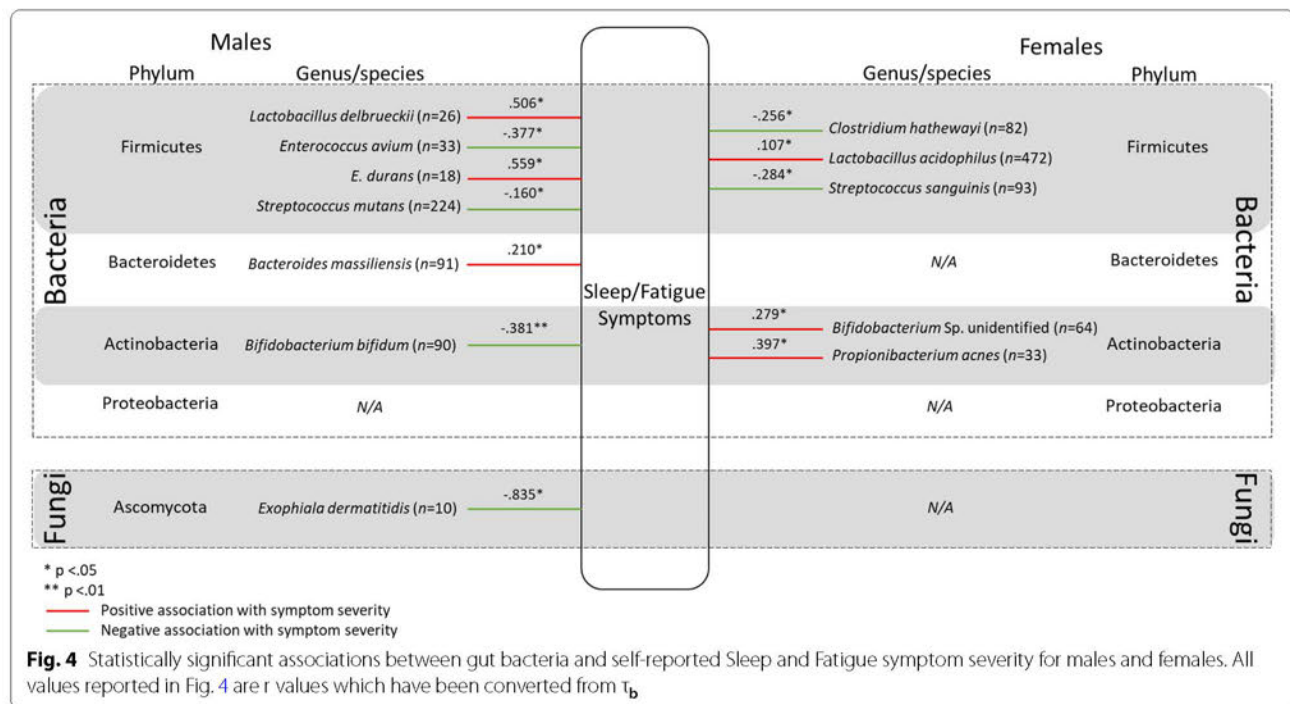 Males
Females
Phylum
Genus/species
Genus/species
Phylum
Bacteria
Firmicutes
Lactobacillus delbrueckii (n=26)
.506*
Enterococcus avium (n=33)
-.377*
E. durans (n=18)
.559*
Streptococcus mutans (n=224)
-.160*
Bacteroidetes
Bacteroides massiliensis (n=91)
.210*
Actinobacteria
Bifidobacterium bifidum (n=90)
-.381**
Proteobacteria
N/A
Sleep/Fatigue
Symptoms
-.256*
Clostridium hathewayi (n=82)
.107*
Lactobacillus acidophilus (n=472)
-.284*
Streptococcus sanguinis (n=93)
Firmicutes
N/A
Bacteroidetes
.279*
Bifidobacterium Sp. unidentified (n=64)
.397*
Propionibacterium acnes (n=33)
Actinobacteria
N/A
Proteobacteria
Bacteria
Fungi
Ascomycota
Exophiala dermatitidis (n=10)
-.835*
N/A
Fungi
* p <.05
** p <.01
Positive association with symptom severity
Negative association with symptom severity
Fig. 4 Statistically significant associations between gut bacteria and self-reported Sleep and Fatigue symptom severity for males and females. All
values reported in Fig. 4 are r values which have been converted from τb